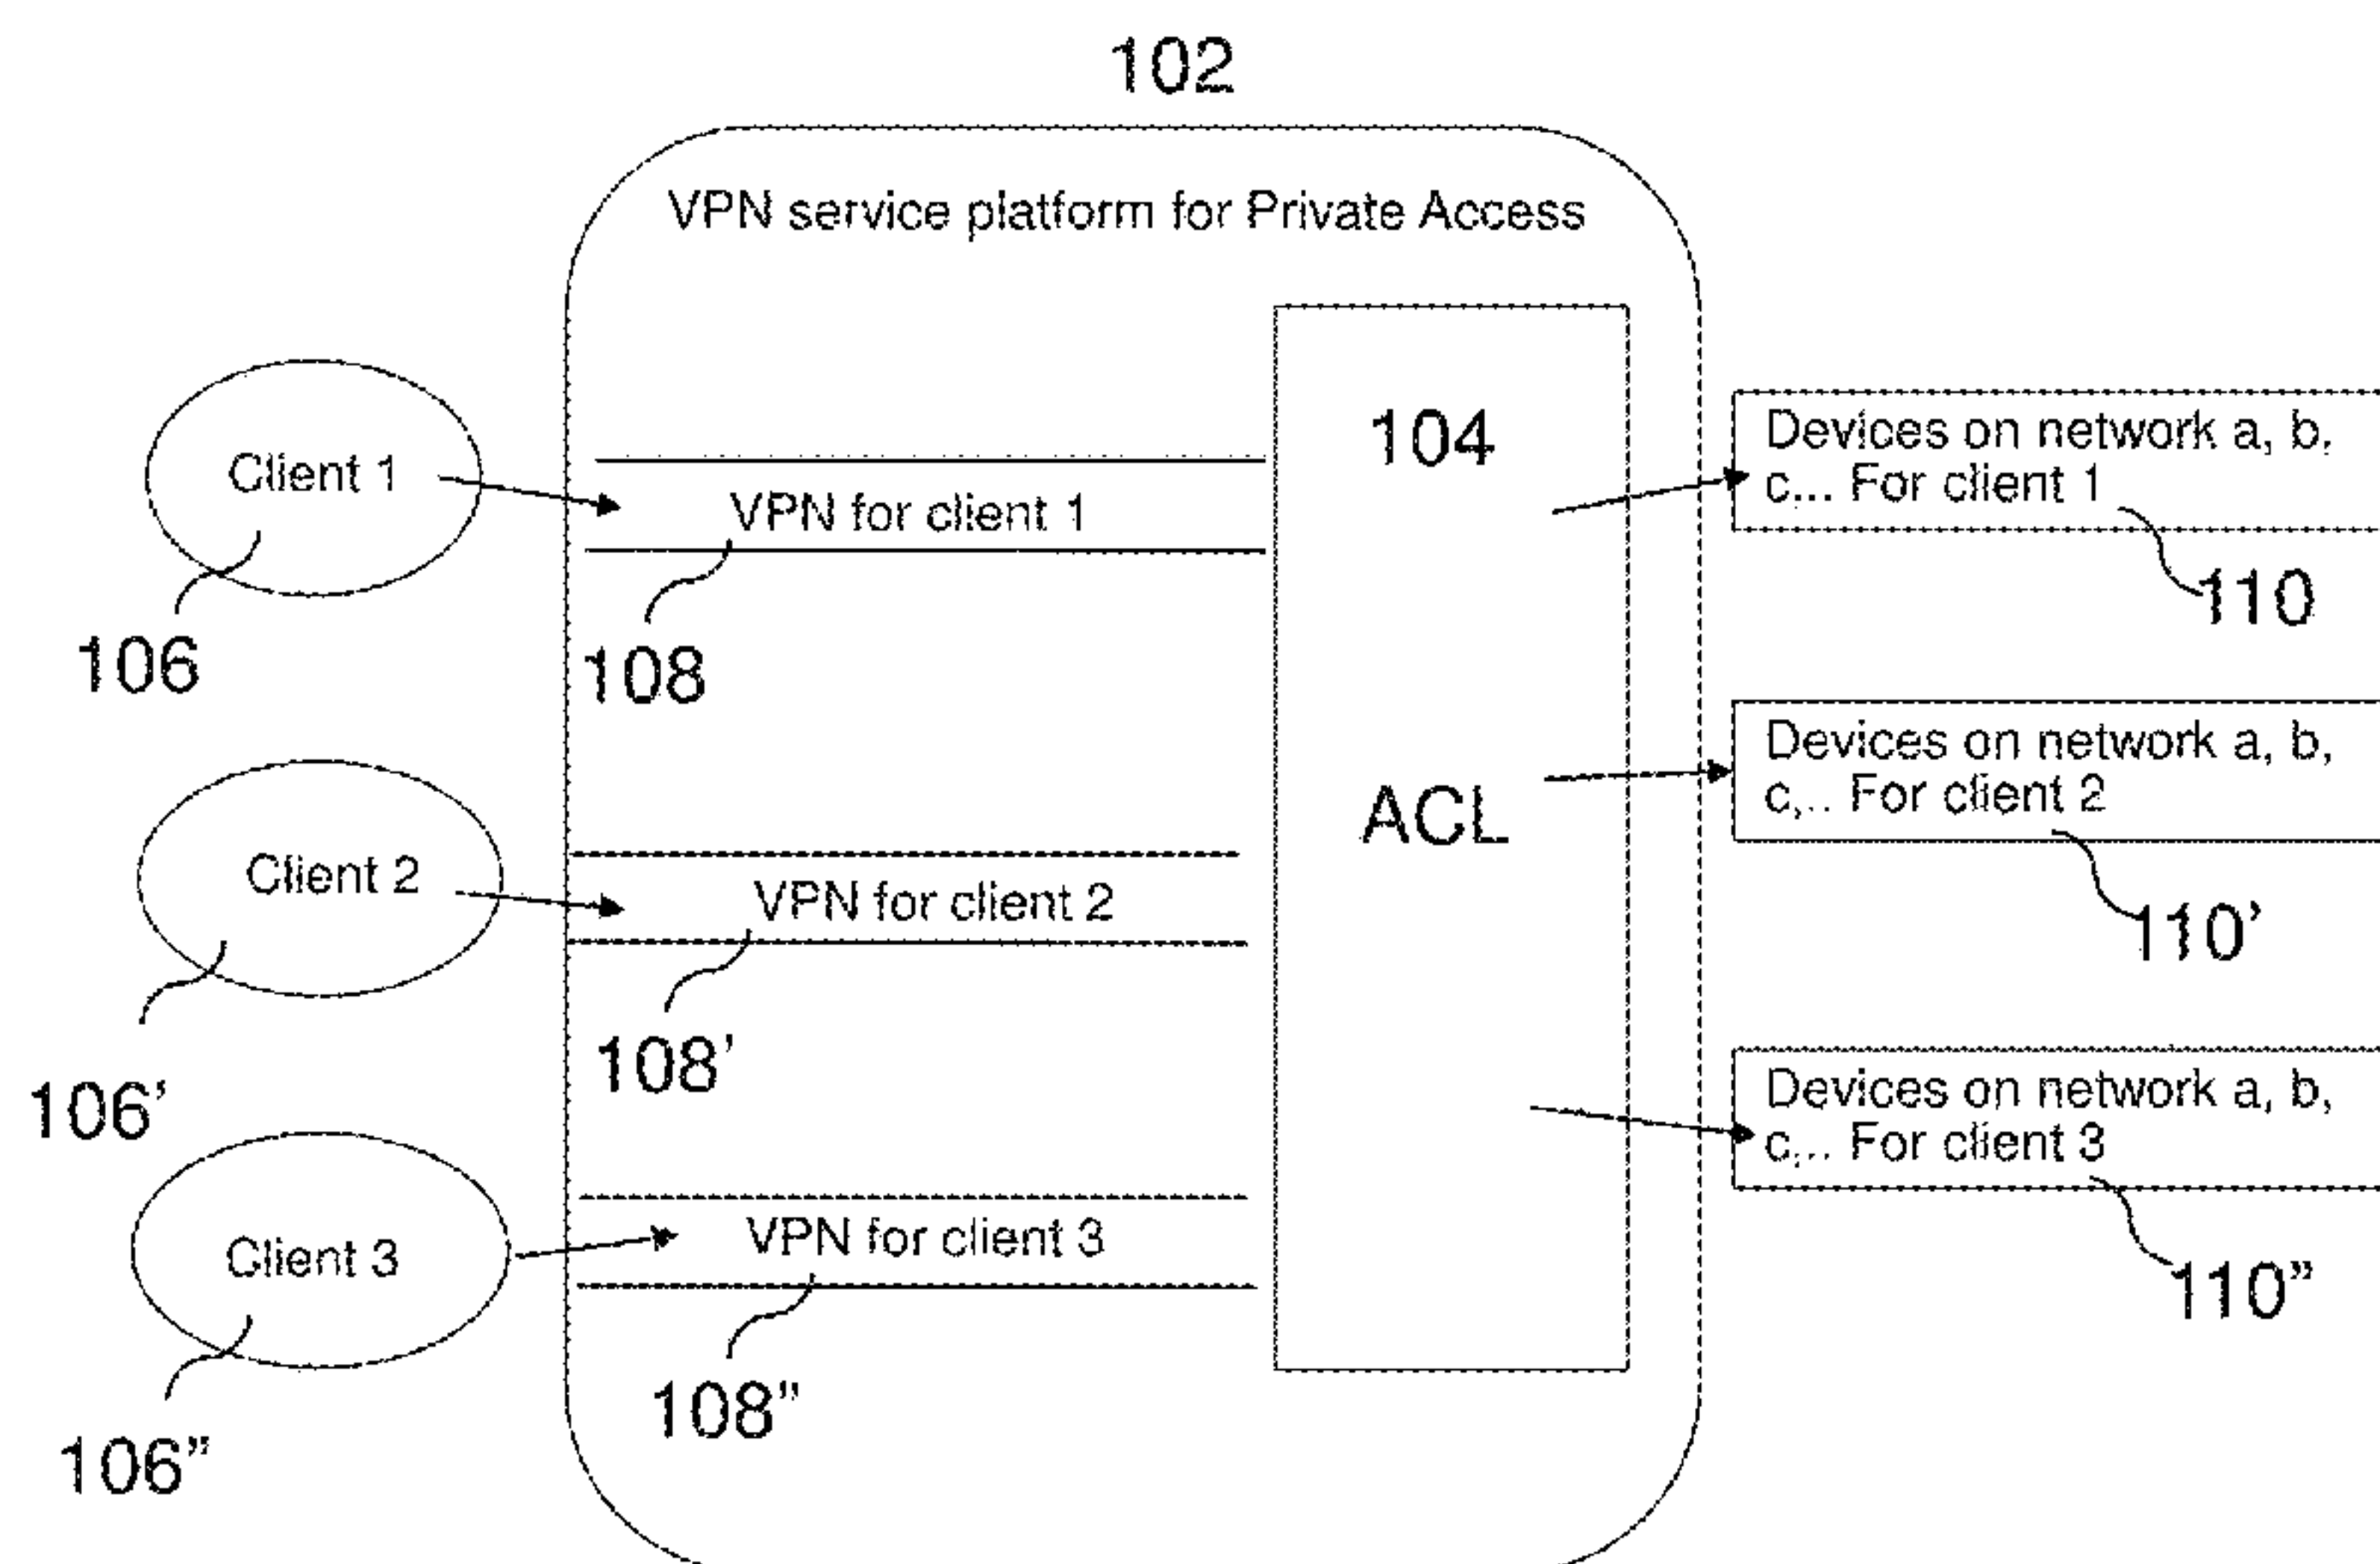 102
VPN service platform for Private Access
104
Client 1
VPN for client 1
Devices on network a, b,
c... For client 1
106
108
110
ACL
Client 2
VPN for client 2
Devices on network a, b,
c,.. For client 2
106'
108'
110'
Client 3
VPN for client 3
Devices on network a, b,
c,.. For client 3
106"
108"
110"